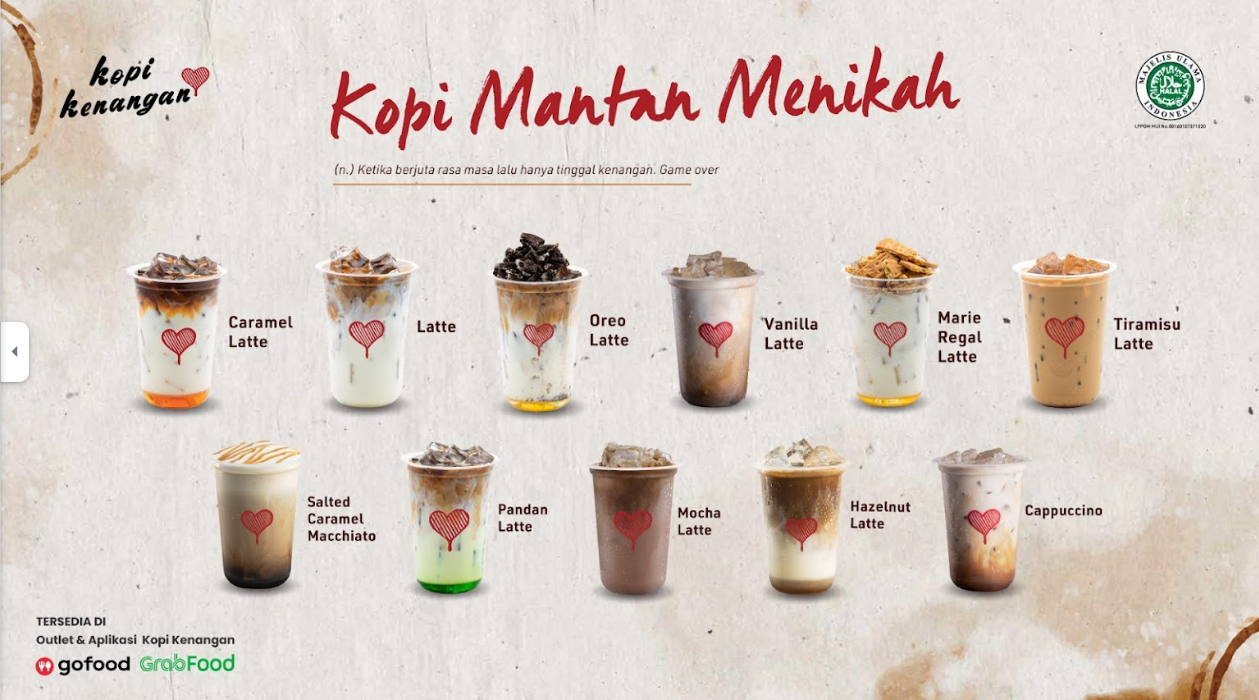 kopi
kenangan
Kopi Mantan Menikah
(n.) Ketika berjuta rasa masa lalu hanya tinggal kenangan. Game over
MAJELIS ULAMA
HALAL
INDONESIA
Caramel
Latte
Latte
Oreo
Latte
Vanilla
Latte
Marie
Regal
Latte
Tiramisu
Latte
Salted
Caramel
Macchiato
Pandan
Latte
Mocha
Latte
Hazelnut
Latte
Cappuccino
TERSEDIA DI
Outlet & Aplikasi Kopi Kenangan
gofood GrabFood